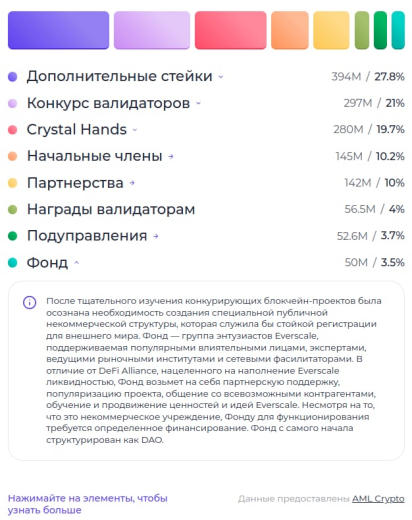 Дополнительные стейки 394M / 27.8%
Конкурс валидаторов 297M / 21%
Crystal Hands 280M / 19.7%
Начальные члены 145M / 10.2%
Партнерства 142M / 10%
Награды валидаторам 56.5M / 4%
Подуправления 52.6M / 3.7%
Фонд 50M / 3.5%
После тщательного изучения конкурирующих блокчейн-проектов была
осознана необходимость создания специальной публичной
некоммерческой структуры, которая служила бы стойкой регистрации
для внешнего мира. Фонд — группа энтузиастов Everscale,
поддерживаемая популярными влиятельными лицами, экспертами,
ведущими рыночными институтами и сетевыми фасилитаторами. В
отличие от DeFi Alliance, нацеленного на наполнение Everscale
ликвидностью, Фонд возьмет на себя партнерскую поддержку,
популяризацию проекта, общение со всевозможными контрагентами,
обучение и продвижение ценностей и идей Everscale. Несмотря на то,
что это некоммерческое учреждение, Фонду для функционирования
требуется определенное финансирование. Фонд с самого начала
структурирован как DAO.
Нажимайте на элементы, чтобы
узнать больше
Данные предоставлены AML Crypto